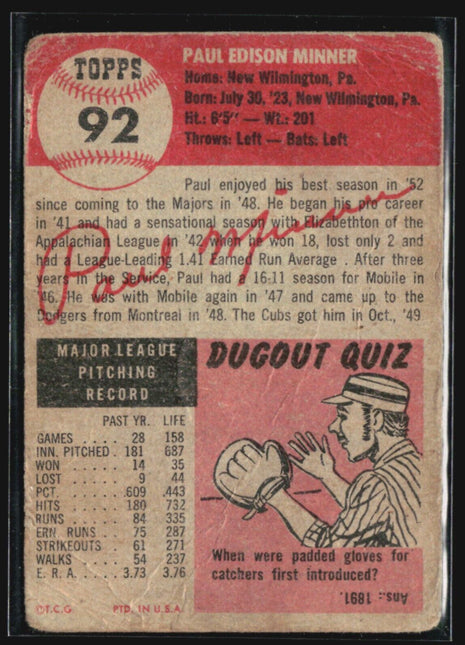 TOPPS
92
PAUL EDISON MINNER
Home: New Wilmington, Pa.
Born: July 30, '23, New Wilmington, Pa.
Ht.: 6'5" — Wt.: 201
Throws: Left — Bats: Left
Paul enjoyed his best season in '52
since coming to the Majors in '48. He began his pro career
in '41 and had a sensational season with Elizabethton of the
Appalachian League in '42 when he won 18, lost only 2 and
had a League-Leading 1.41 Earned Run Average. After three
years in the Service, Paul had a 16-11 season for Mobile in
'46. He was with Mobile again in '47 and came up to the
Dodgers from Montreal in '48. The Cubs got him in Oct., '49
Paul Minner
MAJOR LEAGUE
PITCHING
RECORD
PAST YR. LIFE
GAMES . . . . . 28 158
INN. PITCHED . 181 687
WON . . . . . 14 35
LOST . . . . . 9 44
PCT. . . . . .609 .443
HITS . . . . . 180 732
RUNS . . . . . 84 335
ERN RUNS . . 75 287
STRIKEOUTS . 61 271
WALKS . . . . 54 237
E. R. A. . . . . 3.73 3.76
©T.C.G. PTD. IN U.S.A.
DUGOUT QUIZ
When were padded gloves for
catchers first introduced?
Ans.: 1891.